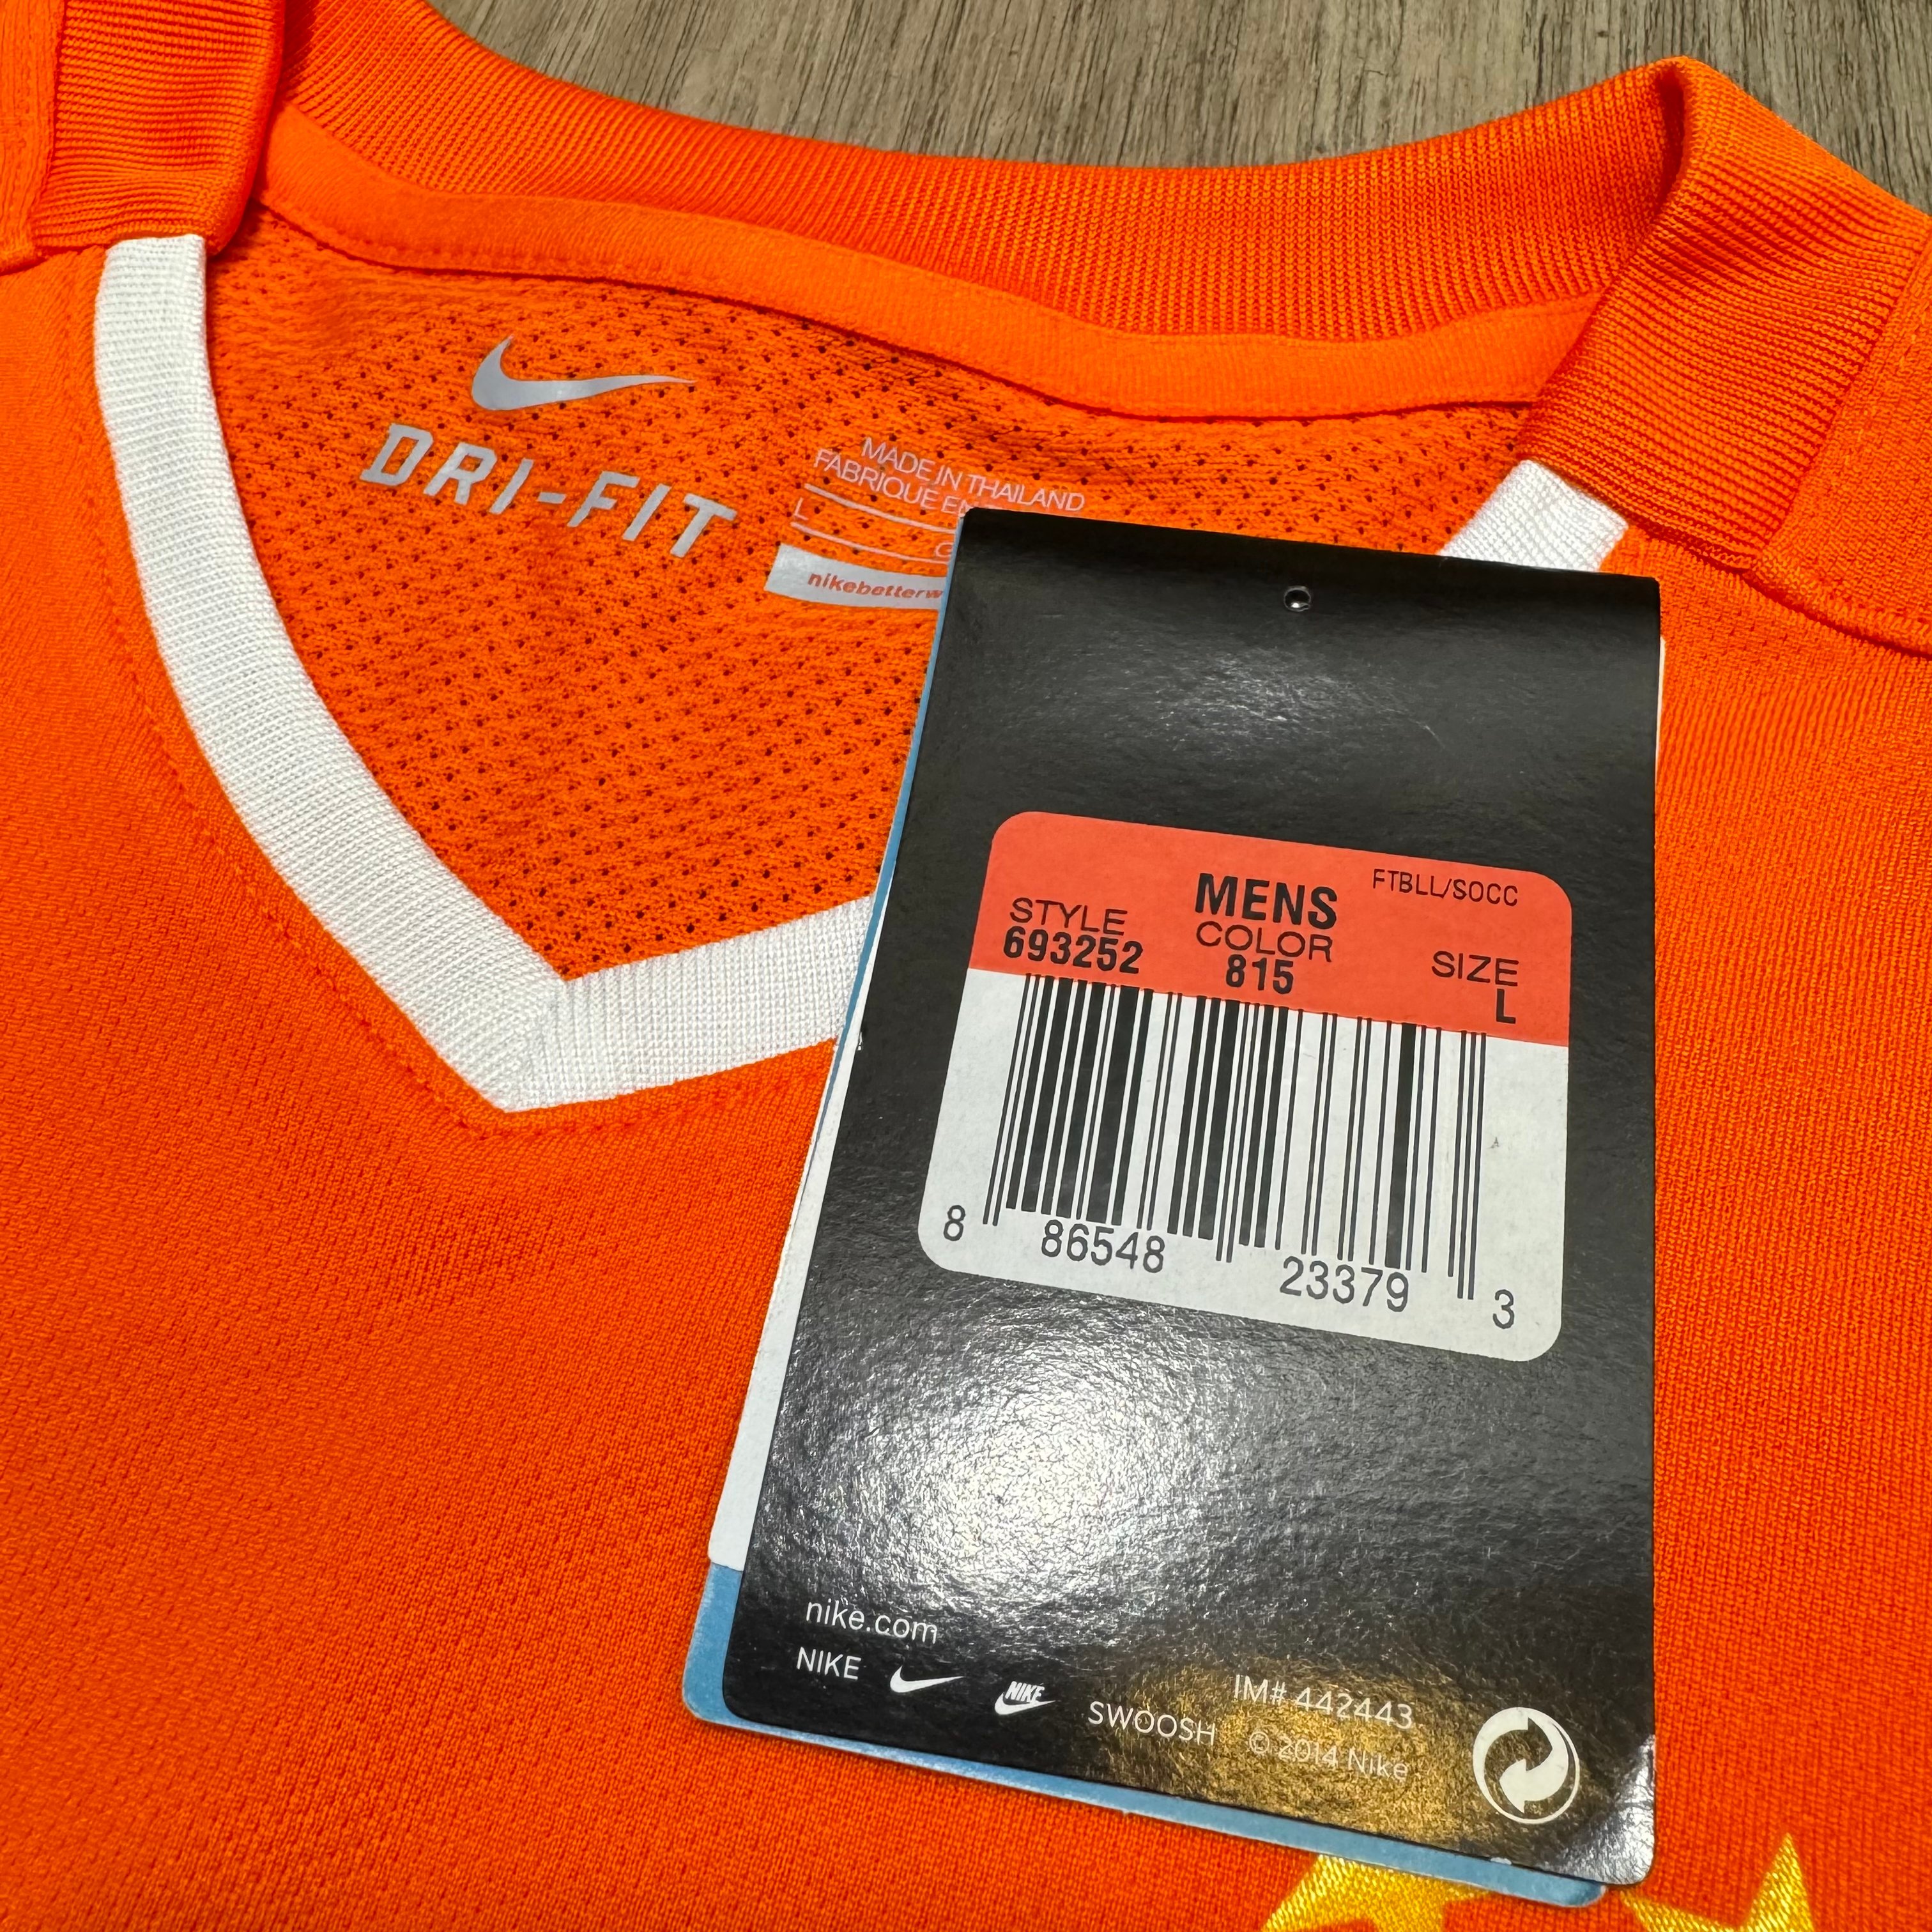 DRI-FIT
MADE IN THAILAND
FABRIQUE EN
L
nikebetterw
FTBLL/SOCC
MENS
STYLE COLOR SIZE
693252 815 L
8 86548 23379 3
nike.com
NIKE NIKE SWOOSH IM# 442443
© 2014 Nike